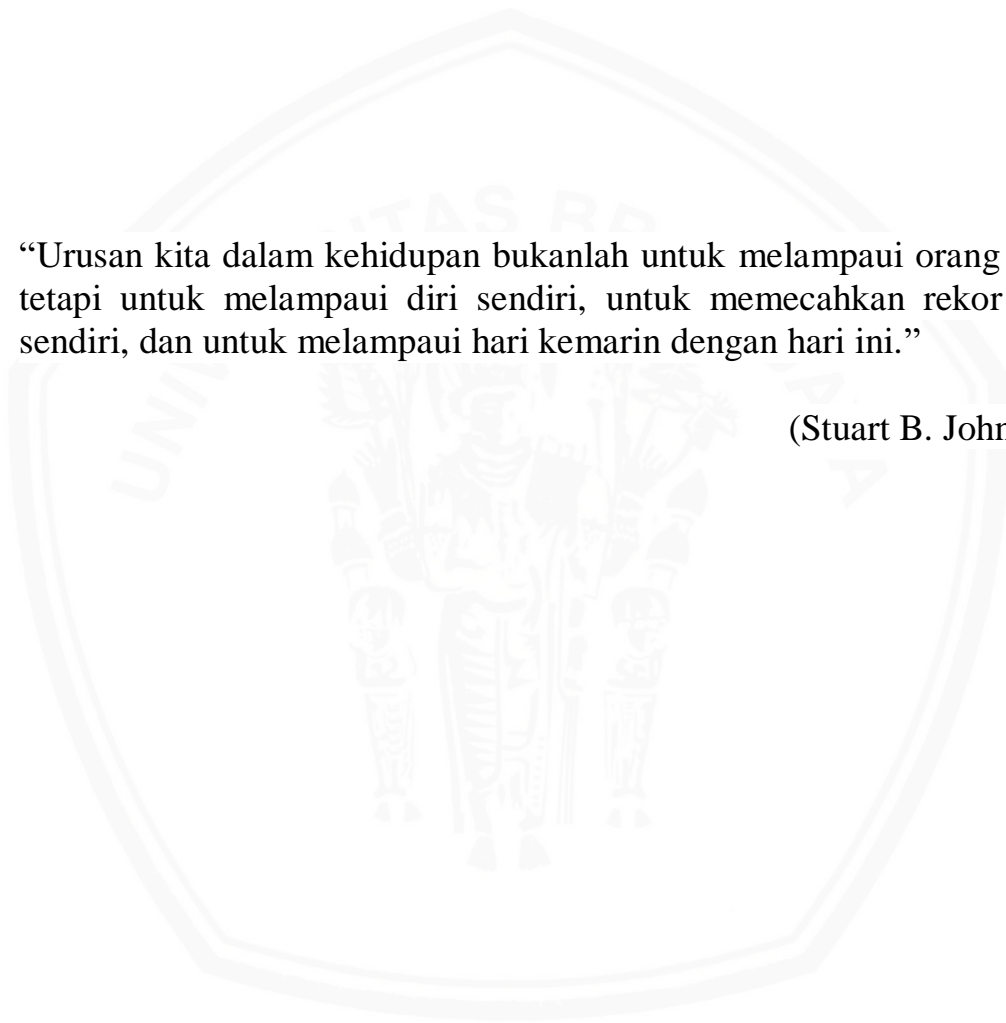 “Urusan kita dalam kehidupan bukanlah untuk melampaui orang
tetapi untuk melampaui diri sendiri, untuk memecahkan rekor
sendiri, dan untuk melampaui hari kemarin dengan hari ini.”
(Stuart B. John